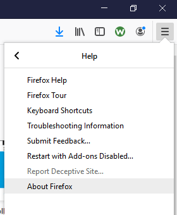 Help
Firefox Help
Firefox Tour
Keyboard Shortcuts
Troubleshooting Information
Submit Feedback...
Restart with Add-ons Disabled...
Report Deceptive Site...
About Firefox